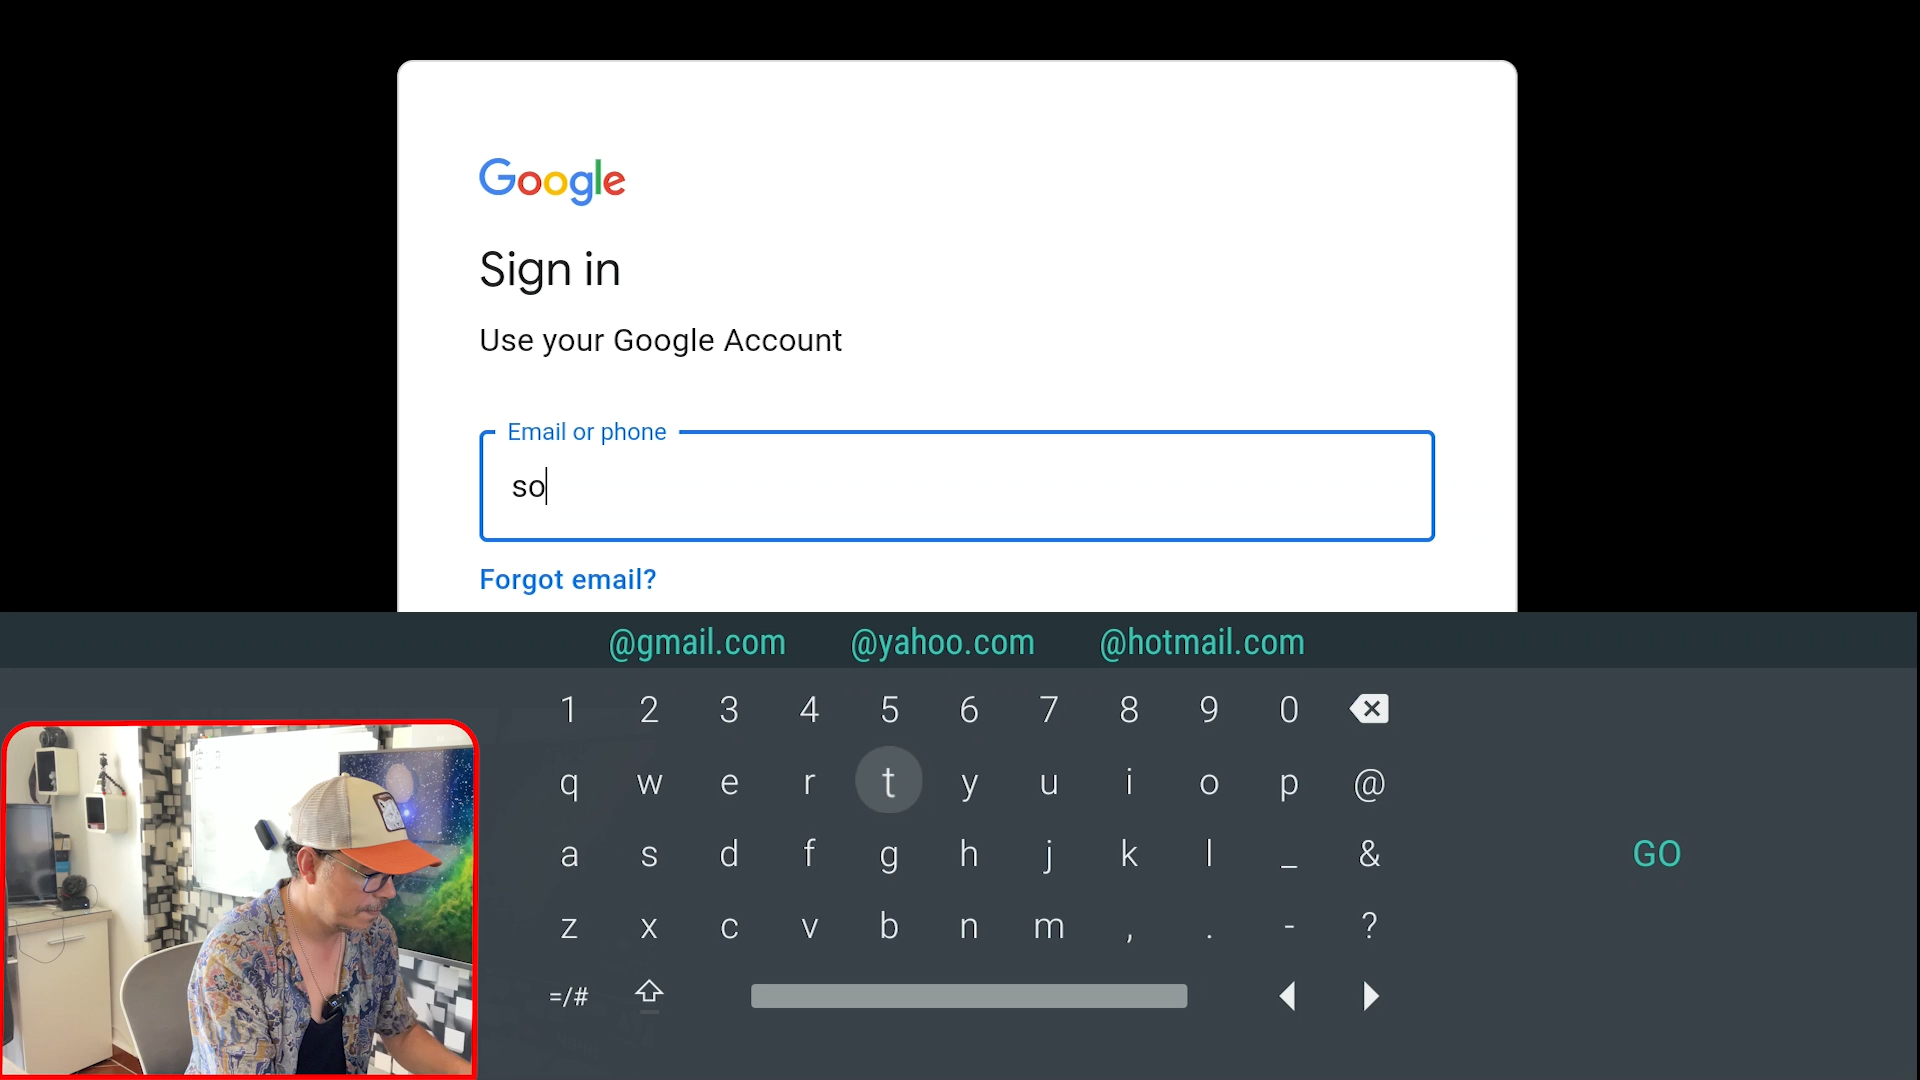 Google
Sign in
Use your Google Account
Email or phone
so
Forgot email?
@gmail.com @yahoo.com @hotmail.com
1 2 3 4 5 6 7 8 9 0
q w e r t y u i o p @
a s d f g h j k l _ &
GO
z x c v b n m , . - ?
=/#